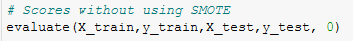 # Scores without using SMOTE
evaluate(X_train,y_train,X_test,y_test, 0)